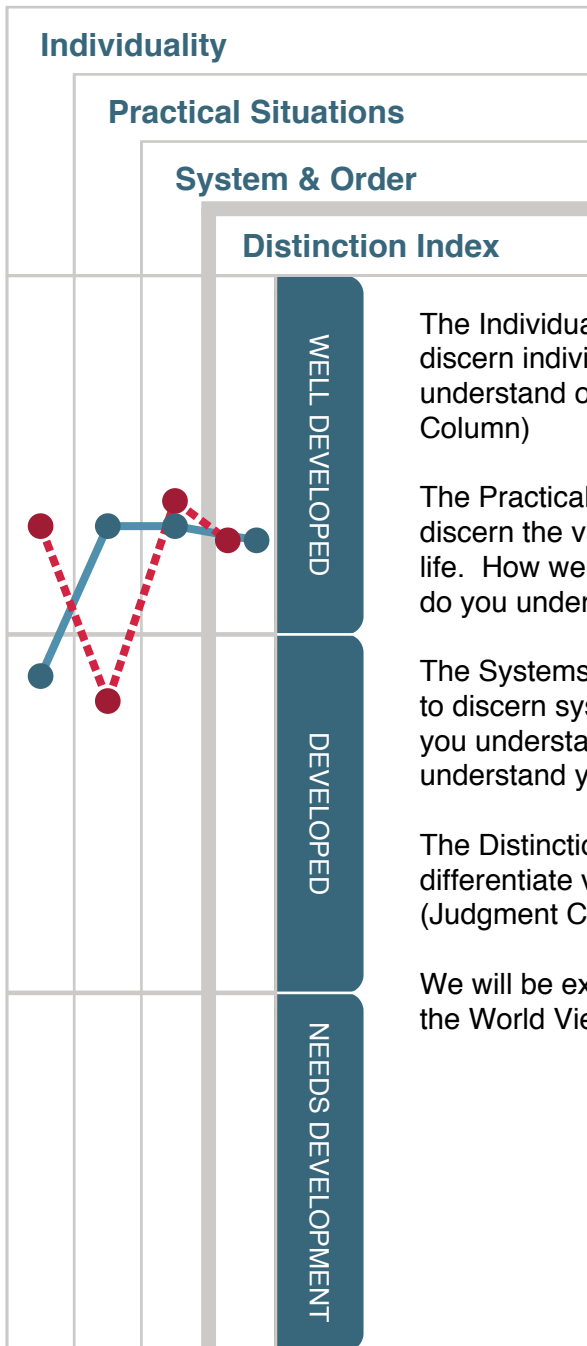 Individuality
Practical Situations
System & Order
Distinction Index
WELL DEVELOPED
DEVELOPED
NEEDS DEVELOPMENT
The Individua
discern indivi
understand o
Column)
The Practical
discern the v
life. How we
do you under
The Systems
to discern sys
you understa
understand y
The Distinctio
differentiate v
(Judgment C
We will be ex
the World Vie